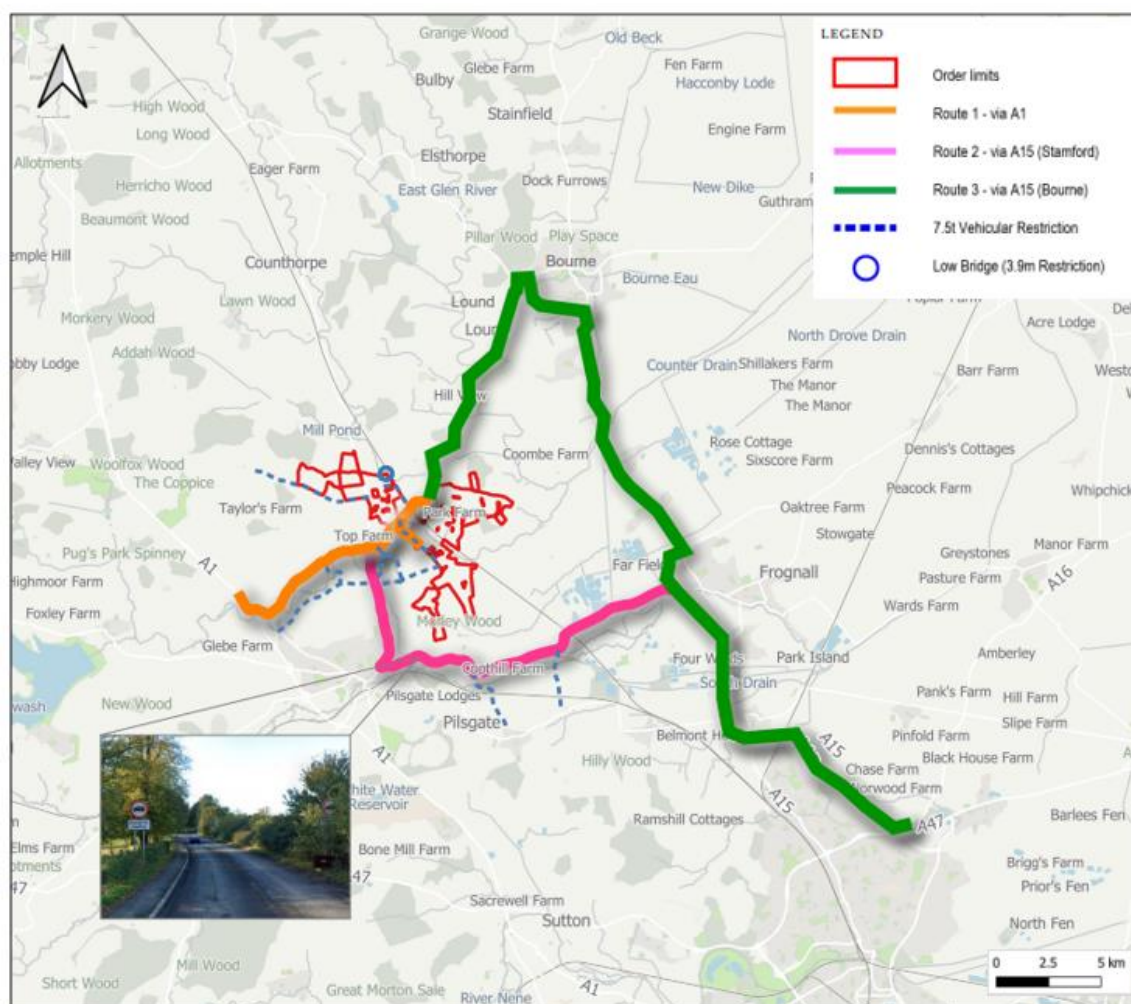 LEGEND
Order limits
Route 1 - via A1
Route 2 - via A15 (Stamford)
Route 3 - via A15 (Bourne)
7.5t Vehicular Restriction
Low Bridge (3.9m Restriction)
Grange Wood
Old Beck
Glebe Farm
Fen Farm
Bulby
Hacconby Lode
High Wood
Stainfield
Long Wood
Engine Farm
Allotments
Elsthorpe
Eager Farm
Herricho Wood
Dock Furrows
East Glen River
New Dike
Guthram
Beaumont Wood
Pillar Wood
Play Space
Temple Hill
Counthorpe
Bourne
Bourne Eau
Lawn Wood
Lound
Morkery Wood
Acre Lodge
North Drove Drain
Addah Wood
obby Lodge
Counter Drain
Shillakers Farm
Barr Farm
The Manor
The Manor
Mill Pond
Rose Cottage
Dennis's Cottages
Valley View
Woolfox Wood
Coombe Farm
Sixscore Farm
The Coppice
Peacock Farm
Whipchick
Taylor's Farm
Park Farm
Oaktree Farm
Top Farm
Stowgate
Manor Farm
Pug's Park Spinney
A1
Greystones
Far Field
Frognall
Pasture Farm
A16
Highmoor Farm
Wards Farm
Foxley Farm
Glebe Farm
Amberley
Coothill Farm
Park Island
New Wood
Pilsgate Lodges
Pank's Farm
Hill Farm
Pilsgate
Pinfold Farm
Slipe Farm
A1
Hilly Wood
A15
Black House Farm
Chase Farm
Norwood Farm
White Water
Reservoir
A15
Ramshill Cottages
A47
Barlees Fen
Elms Farm
Bone Mill Farm
Brigg's Farm
Prior's Fen
Sacrewell Farm
Sutton
North Fen
0 2.5 5 km
Mill Wood
Short Wood
Great Morton Sale
River Nene
A1